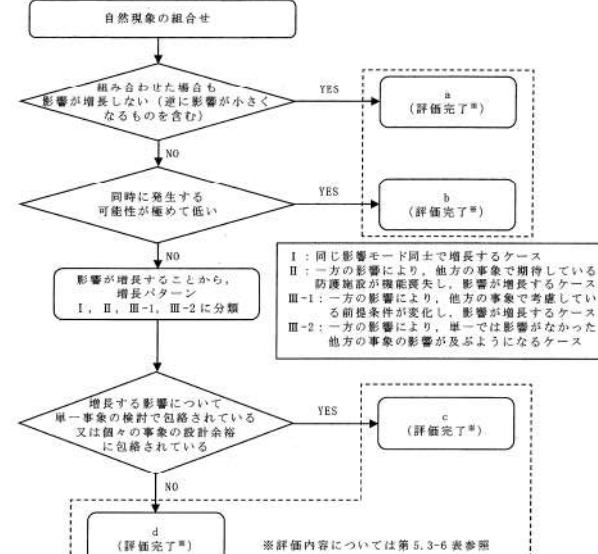 自然現象の組合せ
組み合わせた場合も
影響が増長しない（逆に影響が小さく
なるものを含む）
YES
a
（評価完了※）
NO
同時に発生する
可能性が極めて低い
YES
b
（評価完了※）
NO
影響が増長することから，
増長パターン
Ⅰ，Ⅱ，Ⅲ-1，Ⅲ-2に分類
Ⅰ：同じ影響モード同士で増長するケース
Ⅱ：一方の影響により，他方の事象で期待している
防護施設が機能喪失し，影響が増長するケース
Ⅲ-1：一方の影響により，他方の事象で考慮してい
る前提条件が変化し，影響が増長するケース
Ⅲ-2：一方の影響により，単一では影響がなかった
他方の事象の影響が及ぶようになるケース
増長する影響について
単一事象の検討で包絡されている
又は個々の事象の設計余裕
に包絡されている
YES
c
（評価完了※）
NO
d
（評価完了※）
※評価内容については第5.3-6表参照